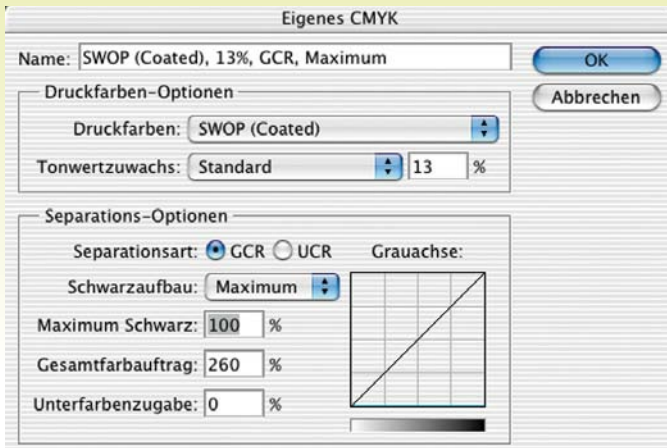 Eigenes CMYK
Name: SWOP (Coated), 13%, GCR, Maximum
OK
Abbrechen
Druckfarben-Optionen
Druckfarben: SWOP (Coated)
Tonwertzuwachs: Standard 13 %
Separations-Optionen
Separationsart: GCR UCR Grauachse:
Schwarzaufbau: Maximum
Maximum Schwarz: 100 %
Gesamtfarbauftrag: 260 %
Unterfarbenzugabe: 0 %